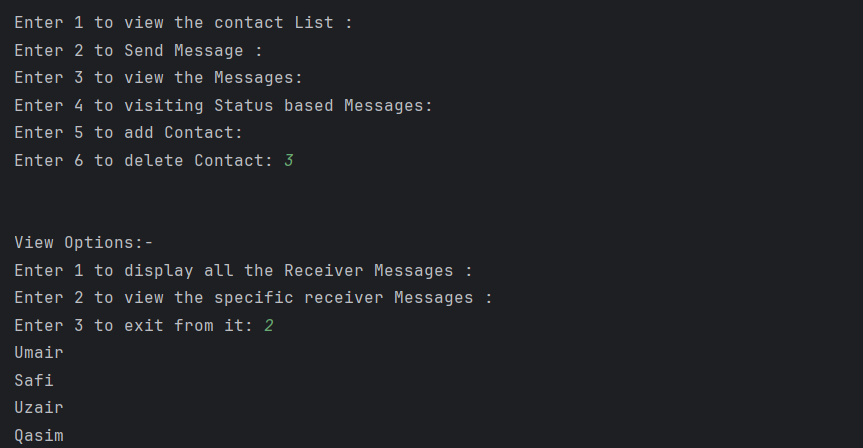 Enter 1 to view the contact List :
Enter 2 to Send Message :
Enter 3 to view the Messages:
Enter 4 to visiting Status based Messages:
Enter 5 to add Contact:
Enter 6 to delete Contact: 3
View Options:-
Enter 1 to display all the Receiver Messages :
Enter 2 to view the specific receiver Messages :
Enter 3 to exit from it: 2
Umair
Safi
Uzair
Qasim